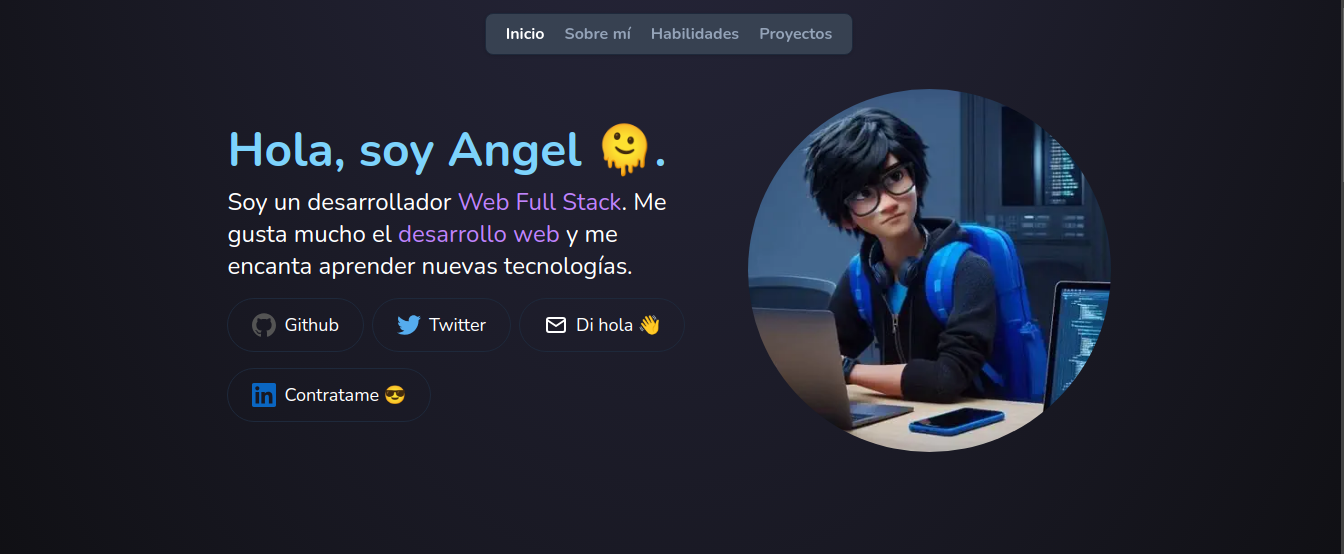 Inicio Sobre mí Habilidades Proyectos
Hola, soy Angel 🫠.
Soy un desarrollador Web Full Stack. Me
gusta mucho el desarrollo web y me
encanta aprender nuevas tecnologías.
Github Twitter Di hola 👋
Contratame 😎